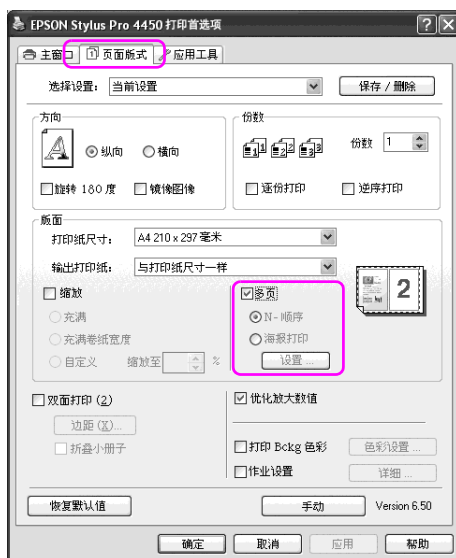 EPSON Stylus Pro 4450 打印首选项
主窗口 页面版式 应用工具
选择设置： 当前设置 保存 / 删除
方向
纵向 横向
旋转 180 度 镜像图像
份数
份数 1
逐份打印 逆序打印
版面
打印纸尺寸： A4 210 x 297 毫米
输出打印纸： 与打印纸尺寸一样
缩放
充满
充满卷纸宽度
自定义 缩放至 %
多页
N- 顺序
海报打印
设置 ...
2
双面打印 (2)
边距 (X)...
折叠小册子
优化放大数值
打印 Bckg 色彩 色彩设置 ...
作业设置 详细 ...
恢复默认值 手动 Version 6.50
确定 取消 应用 帮助